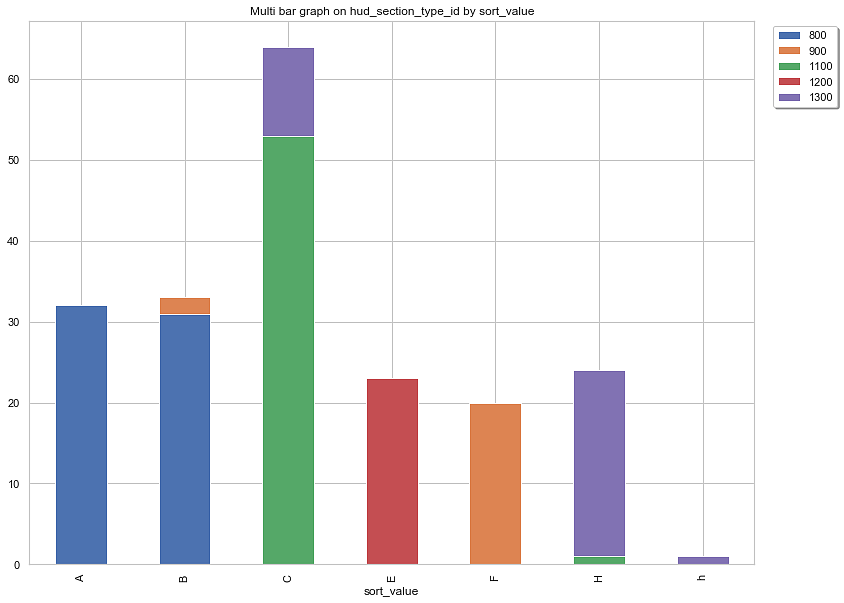 Multi bar graph on hud_section_type_id by sort_value
800
900
1100
1200
1300
60
50
40
30
20
10
0
A
B
C
E
F
H
h
sort_value